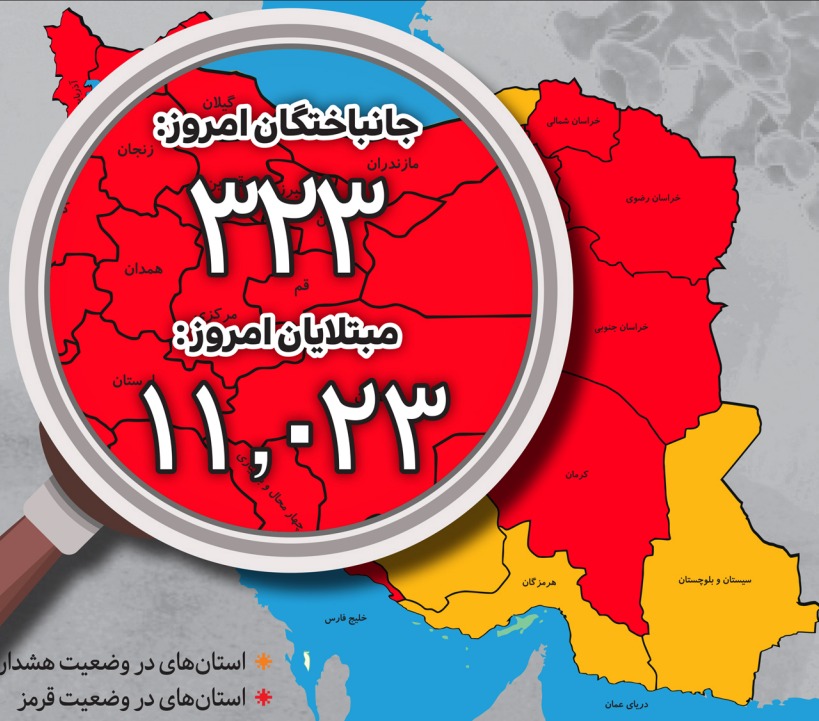 جانباختگان امروز:
۳۲۳
مبتلایان امروز:
۱۱,۰۲۳
گیلان
زنجان
مازندران
همدان
قم
مرکزی
خراسان شمالی
خراسان رضوی
خراسان جنوبی
کرمان
هرمزگان
سیستان و بلوچستان
خلیج فارس
دریای عمان
استان‌های در وضعیت هشدار
استان‌های در وضعیت قرمز